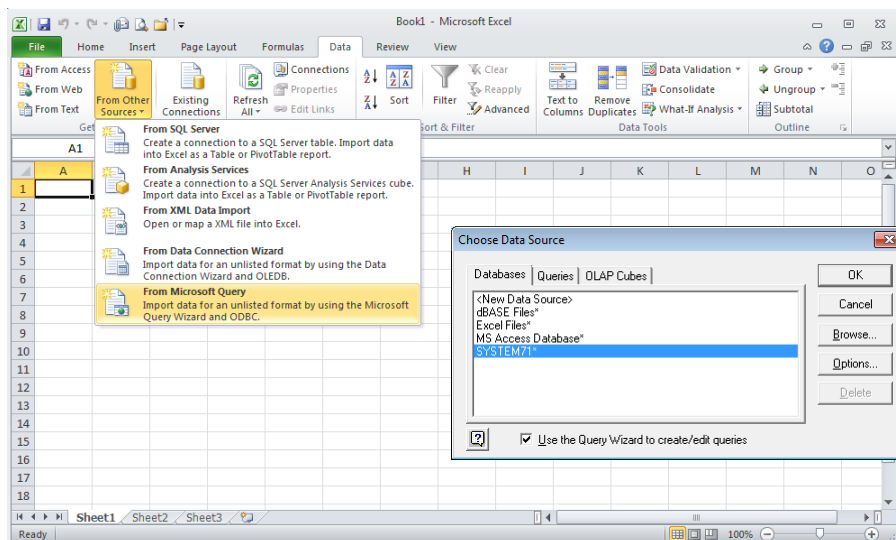 Book1 - Microsoft Excel
File Home Insert Page Layout Formulas Data Review View
From Access
From Web
From Text
From Other
Sources
Existing
Connections
Refresh
All
Connections
Properties
Edit Links
Sort
Filter
Clear
Reapply
Advanced
Text to
Columns
Remove
Duplicates
Data Validation
Consolidate
What-If Analysis
Group
Ungroup
Subtotal
Get
Sort & Filter
Data Tools
Outline
A1
A H I J K L M N O
From SQL Server
Create a connection to a SQL Server table. Import data
into Excel as a Table or PivotTable report.
From Analysis Services
Create a connection to a SQL Server Analysis Services cube.
Import data into Excel as a Table or PivotTable report.
From XML Data Import
Open or map a XML file into Excel.
From Data Connection Wizard
Import data for an unlisted format by using the Data
Connection Wizard and OLEDB.
From Microsoft Query
Import data for an unlisted format by using the Microsoft
Query Wizard and ODBC.
1
2
3
4
5
6
7
8
9
10
11
12
13
14
15
16
17
18
Choose Data Source
Databases Queries OLAP Cubes
<New Data Source>
dBASE Files*
Excel Files*
MS Access Database*
SYSTEM71*
OK
Cancel
Browse...
Options...
Delete
Use the Query Wizard to create/edit queries
Sheet1 Sheet2 Sheet3
Ready
100%